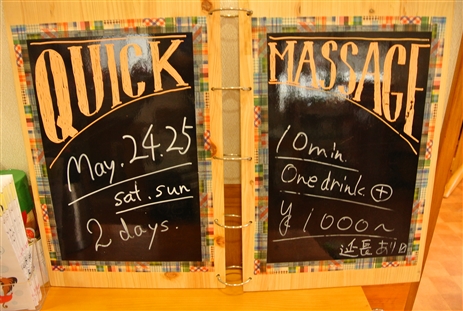 QUICK
May. 24. 25
sat. sun
2 days.
MASSAGE
10min.
One drink ⊕
¥1000～
延長あり